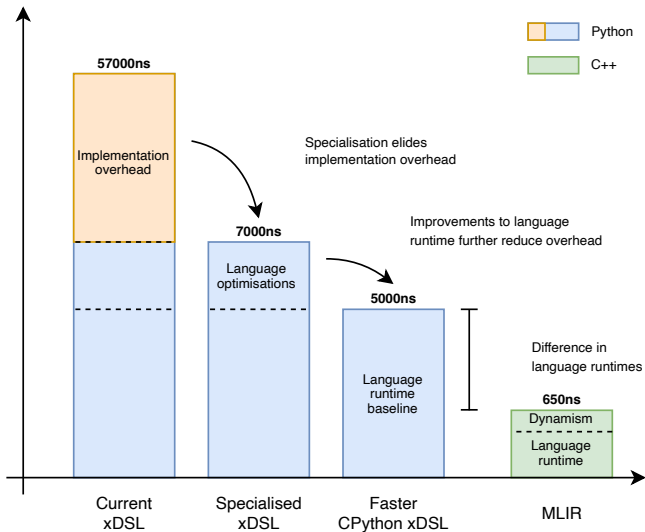 Python
C++
57000ns
Implementation
overhead
Specialisation elides
implementation overhead
7000ns
Language
optimisations
Improvements to language
runtime further reduce overhead
5000ns
Language
runtime
baseline
Difference in
language runtimes
650ns
Dynamism
Language
runtime
Current
xDSL
Specialised
xDSL
Faster
CPython xDSL
MLIR